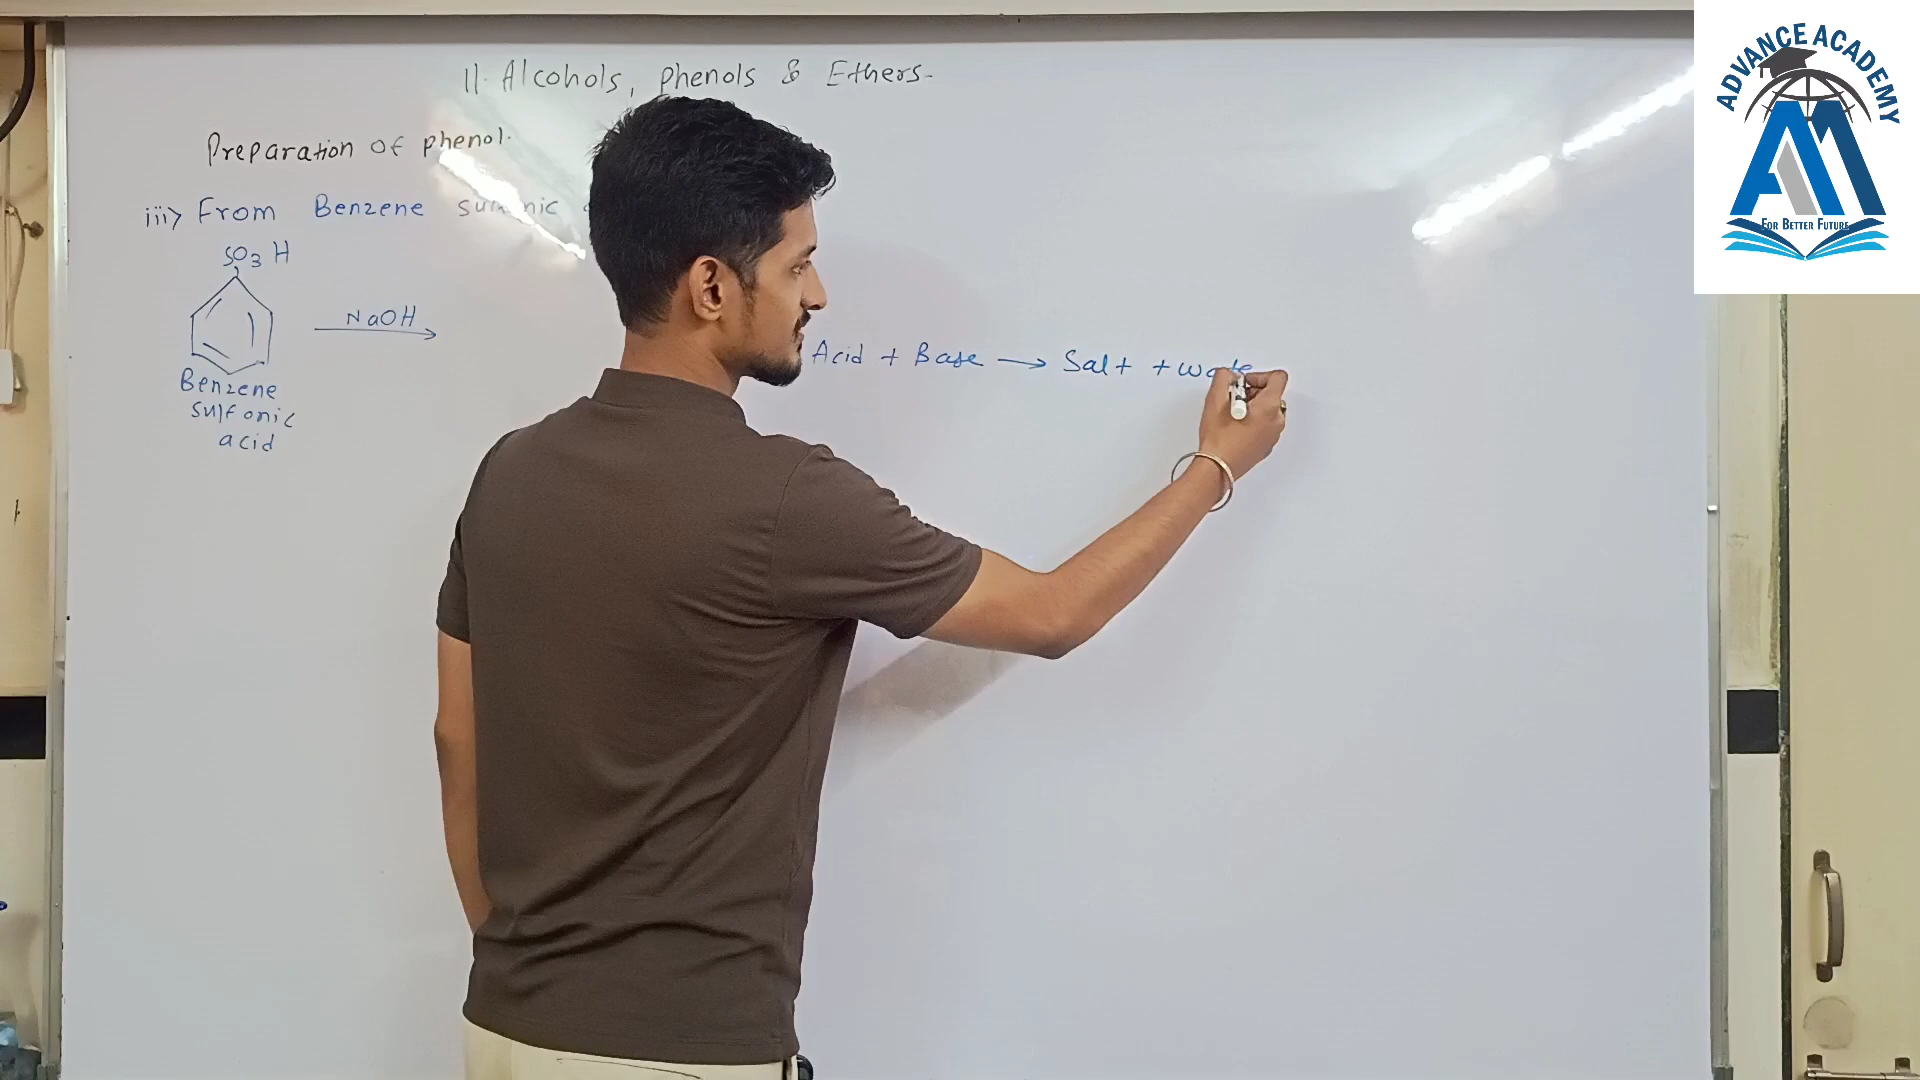 11. Alcohols, phenols & Ethers.
Preparation of phenol.
iii> From Benzene
SO3H
NaOH
Benzene
sulfonic
acid
Acid + Base → Salt + wate
ADVANCE ACADEMY
FOR BETTER FUTURE